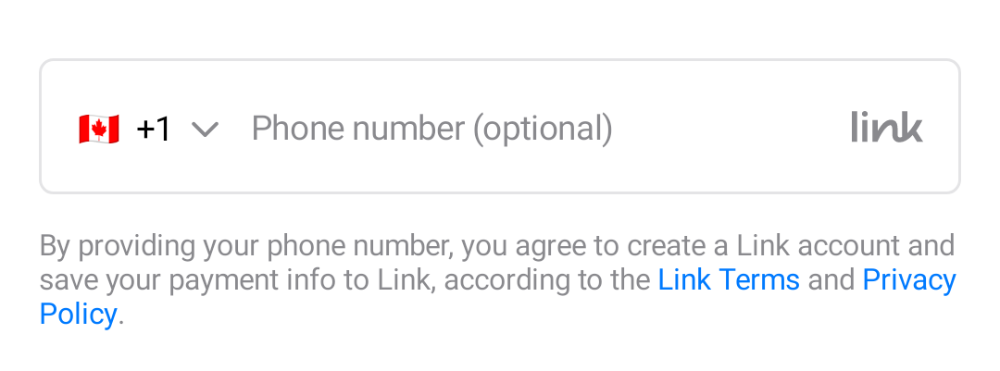 +1 Phone number (optional) link
By providing your phone number, you agree to create a Link account and
save your payment info to Link, according to the Link Terms and Privacy
Policy.